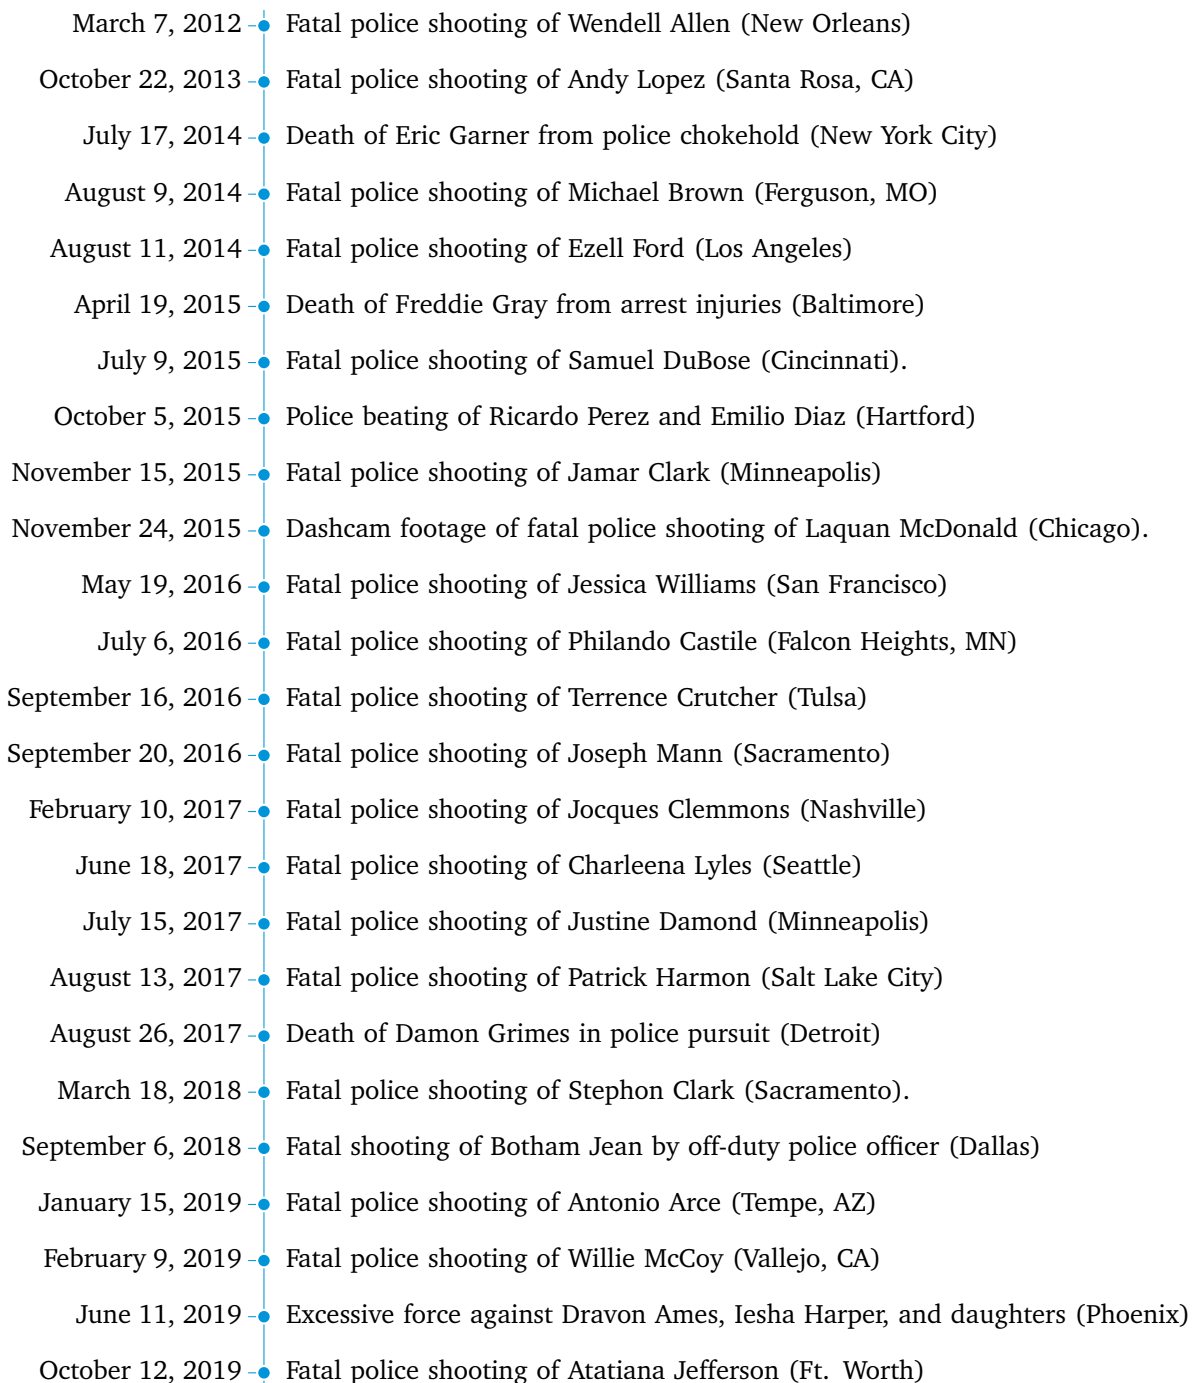 March 7, 2012 Fatal police shooting of Wendell Allen (New Orleans)
October 22, 2013 Fatal police shooting of Andy Lopez (Santa Rosa, CA)
July 17, 2014 Death of Eric Garner from police chokehold (New York City)
August 9, 2014 Fatal police shooting of Michael Brown (Ferguson, MO)
August 11, 2014 Fatal police shooting of Ezell Ford (Los Angeles)
April 19, 2015 Death of Freddie Gray from arrest injuries (Baltimore)
July 9, 2015 Fatal police shooting of Samuel DuBose (Cincinnati).
October 5, 2015 Police beating of Ricardo Perez and Emilio Diaz (Hartford)
November 15, 2015 Fatal police shooting of Jamar Clark (Minneapolis)
November 24, 2015 Dashcam footage of fatal police shooting of Laquan McDonald (Chicago).
May 19, 2016 Fatal police shooting of Jessica Williams (San Francisco)
July 6, 2016 Fatal police shooting of Philando Castile (Falcon Heights, MN)
September 16, 2016 Fatal police shooting of Terrence Crutcher (Tulsa)
September 20, 2016 Fatal police shooting of Joseph Mann (Sacramento)
February 10, 2017 Fatal police shooting of Jocques Clemmons (Nashville)
June 18, 2017 Fatal police shooting of Charleena Lyles (Seattle)
July 15, 2017 Fatal police shooting of Justine Damond (Minneapolis)
August 13, 2017 Fatal police shooting of Patrick Harmon (Salt Lake City)
August 26, 2017 Death of Damon Grimes in police pursuit (Detroit)
March 18, 2018 Fatal police shooting of Stephon Clark (Sacramento).
September 6, 2018 Fatal shooting of Botham Jean by off-duty police officer (Dallas)
January 15, 2019 Fatal police shooting of Antonio Arce (Tempe, AZ)
February 9, 2019 Fatal police shooting of Willie McCoy (Vallejo, CA)
June 11, 2019 Excessive force against Dravon Ames, Iesha Harper, and daughters (Phoenix)
October 12, 2019 Fatal police shooting of Atatiana Jefferson (Ft. Worth)